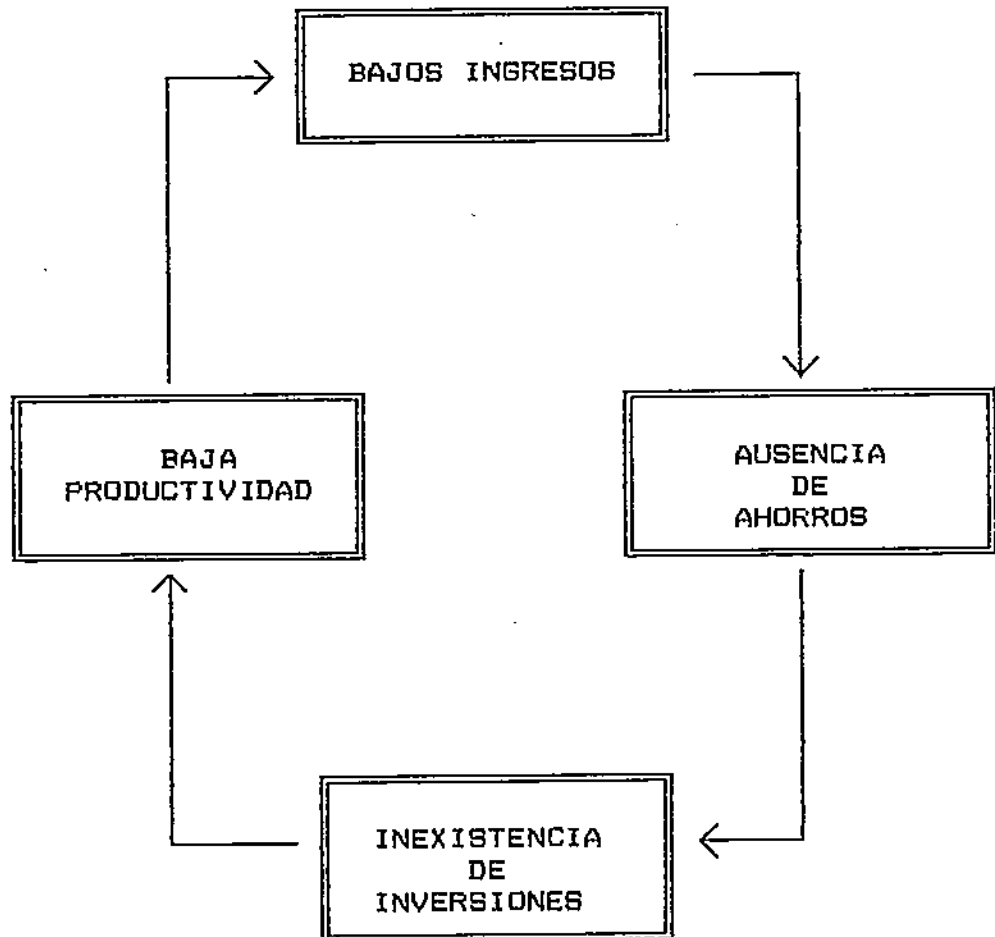 BAJOS INGRESOS
BAJA
PRODUCTIVIDAD
AUSENCIA
DE
AHORROS
INEXISTENCIA
DE
INVERSIONES